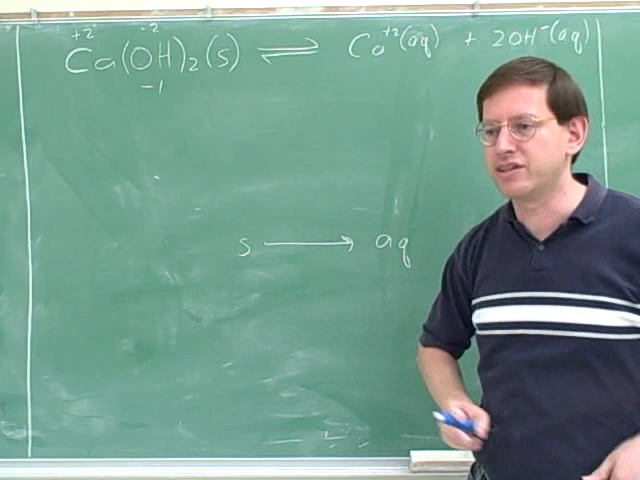 +2 -2
Ca(OH)₂(s) ⇌ Ca⁺²(aq) + 2OH⁻(aq)
-1
s ⟶ aq